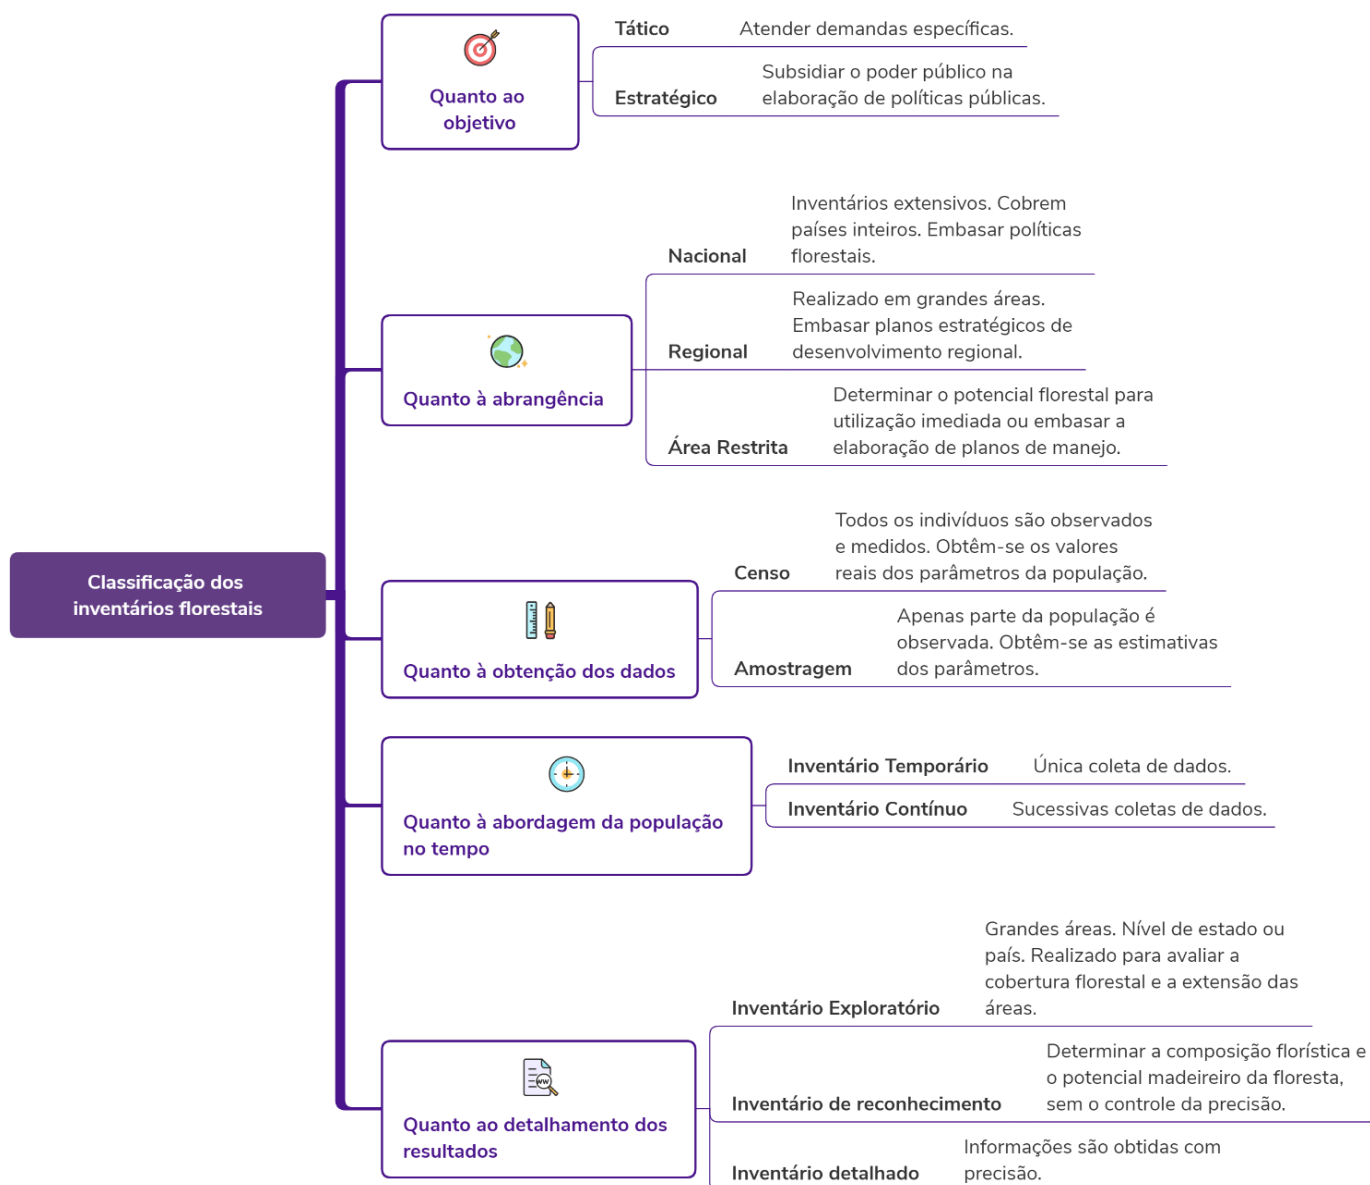 Classificação dos
inventários florestais
Quanto ao
objetivo
Tático
Atender demandas específicas.
Estratégico
Subsidiar o poder público na
elaboração de políticas públicas.
Quanto à abrangência
Nacional
Inventários extensivos. Cobrem
países inteiros. Embasar políticas
florestais.
Regional
Realizado em grandes áreas.
Embasar planos estratégicos de
desenvolvimento regional.
Área Restrita
Determinar o potencial florestal para
utilização imediada ou embasar a
elaboração de planos de manejo.
Quanto à obtenção dos dados
Censo
Todos os indivíduos são observados
e medidos. Obtêm-se os valores
reais dos parâmetros da população.
Amostragem
Apenas parte da população é
observada. Obtêm-se as estimativas
dos parâmetros.
Quanto à abordagem da população
no tempo
Inventário Temporário
Única coleta de dados.
Inventário Contínuo
Sucessivas coletas de dados.
Quanto ao detalhamento dos
resultados
Inventário Exploratório
Grandes áreas. Nível de estado ou
país. Realizado para avaliar a
cobertura florestal e a extensão das
áreas.
Inventário de reconhecimento
Determinar a composição florística e
o potencial madeireiro da floresta,
sem o controle da precisão.
Inventário detalhado
Informações são obtidas com
precisão.